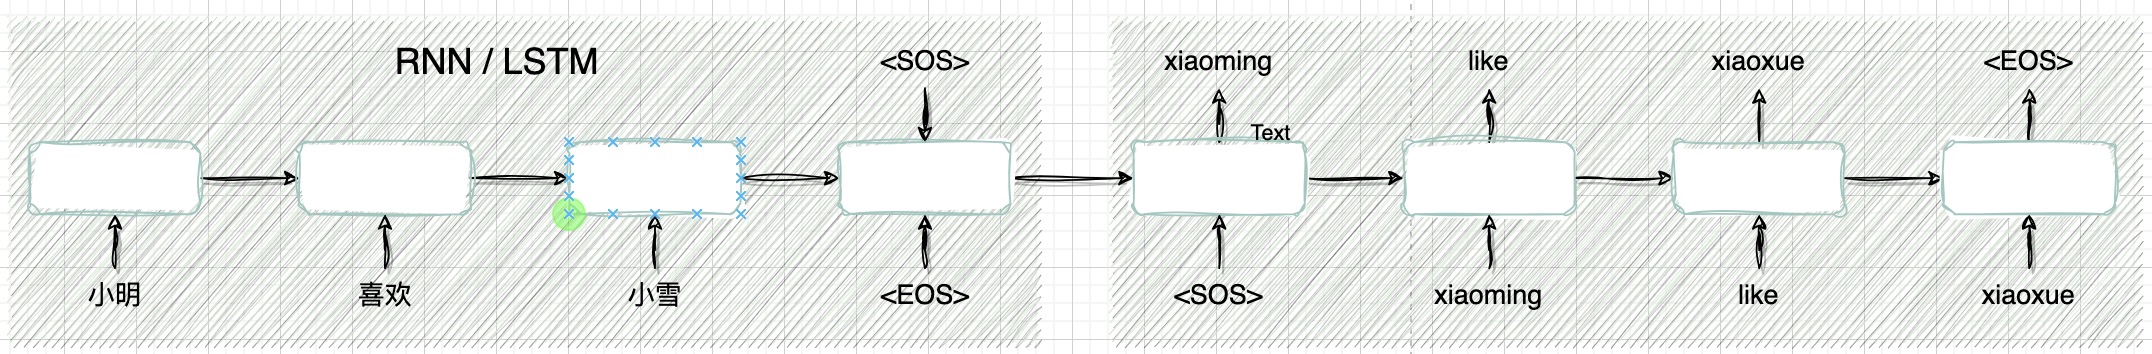 RNN / LSTM
<SOS>
xiaoming
like
xiaoxue
<EOS>
Text
小明
喜欢
小雪
<EOS>
<SOS>
xiaoming
like
xiaoxue